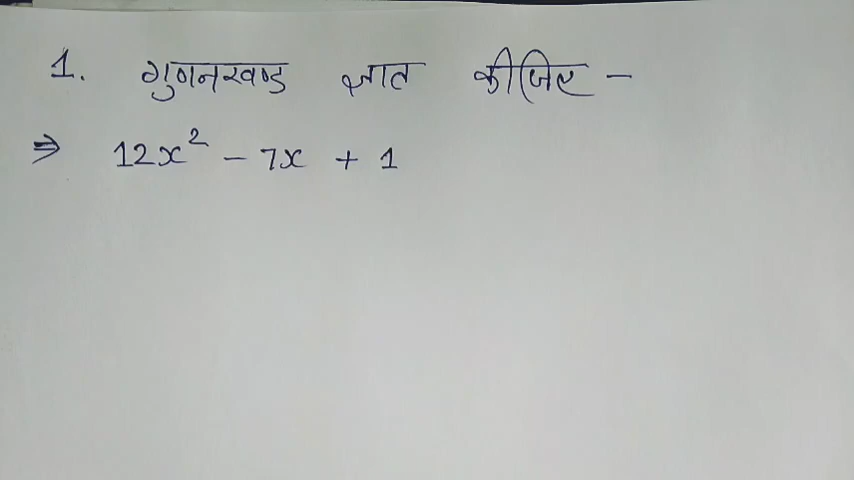 1. गुणनखण्ड ज्ञात कीजिए -
⇒ 12x² - 7x + 1